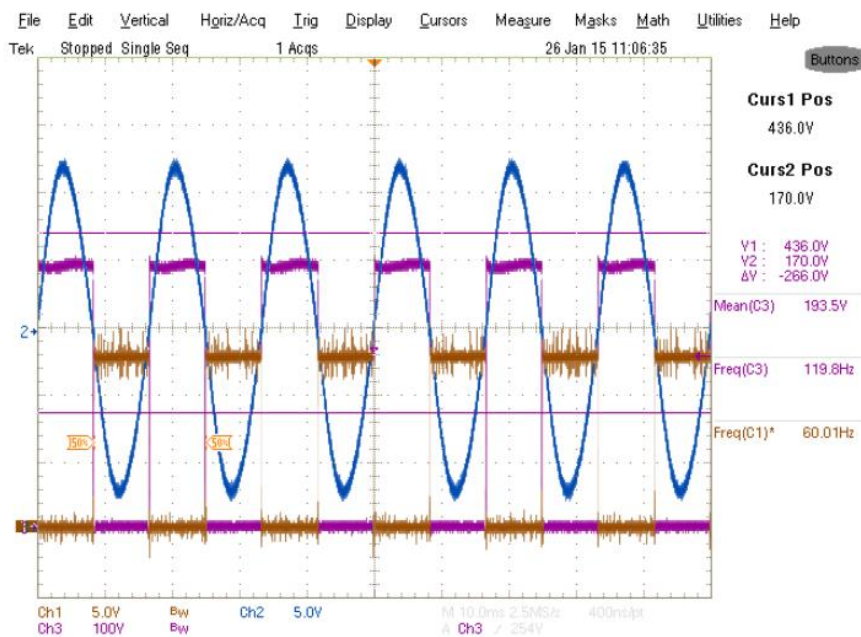 File Edit Vertical Horiz/Acq Trig Display Cursors Measure Masks Math Utilities Help
Tek Stopped Single Seq 1 Acqs 26 Jan 15 11:06:35
Buttons
Curs1 Pos
436.0V
Curs2 Pos
170.0V
V1 : 436.0V
V2 : 170.0V
ΔV : -266.0V
Mean(C3) 193.5V
2
Freq(C3) 119.8Hz
Freq(C1)* 60.01Hz
50% 50%
Ch1 5.0V Bw Ch2 5.0V M 10.0ms 2.5MS/s 400ns/pt
Ch3 100V Bw A Ch3 / 254V